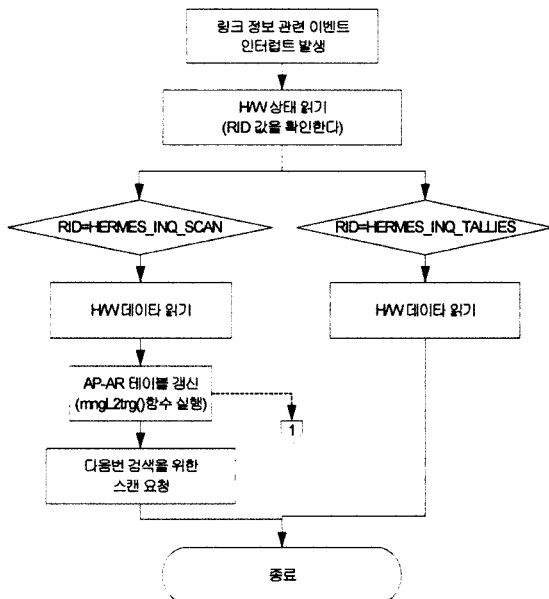 링크 정보 관련 이벤트
인터럽트 발생
H/W 상태 읽기
(RID 값을 확인한다)
RID=HERMES_INQ_SCAN
RID=HERMES_INQ_TALLIES
H/W 데이타 읽기
H/W 데이타 읽기
AP-AR 테이블 갱신
(mngL2trg()함수 실행)
1
다음번 검색을 위한
스캔 요청
종료